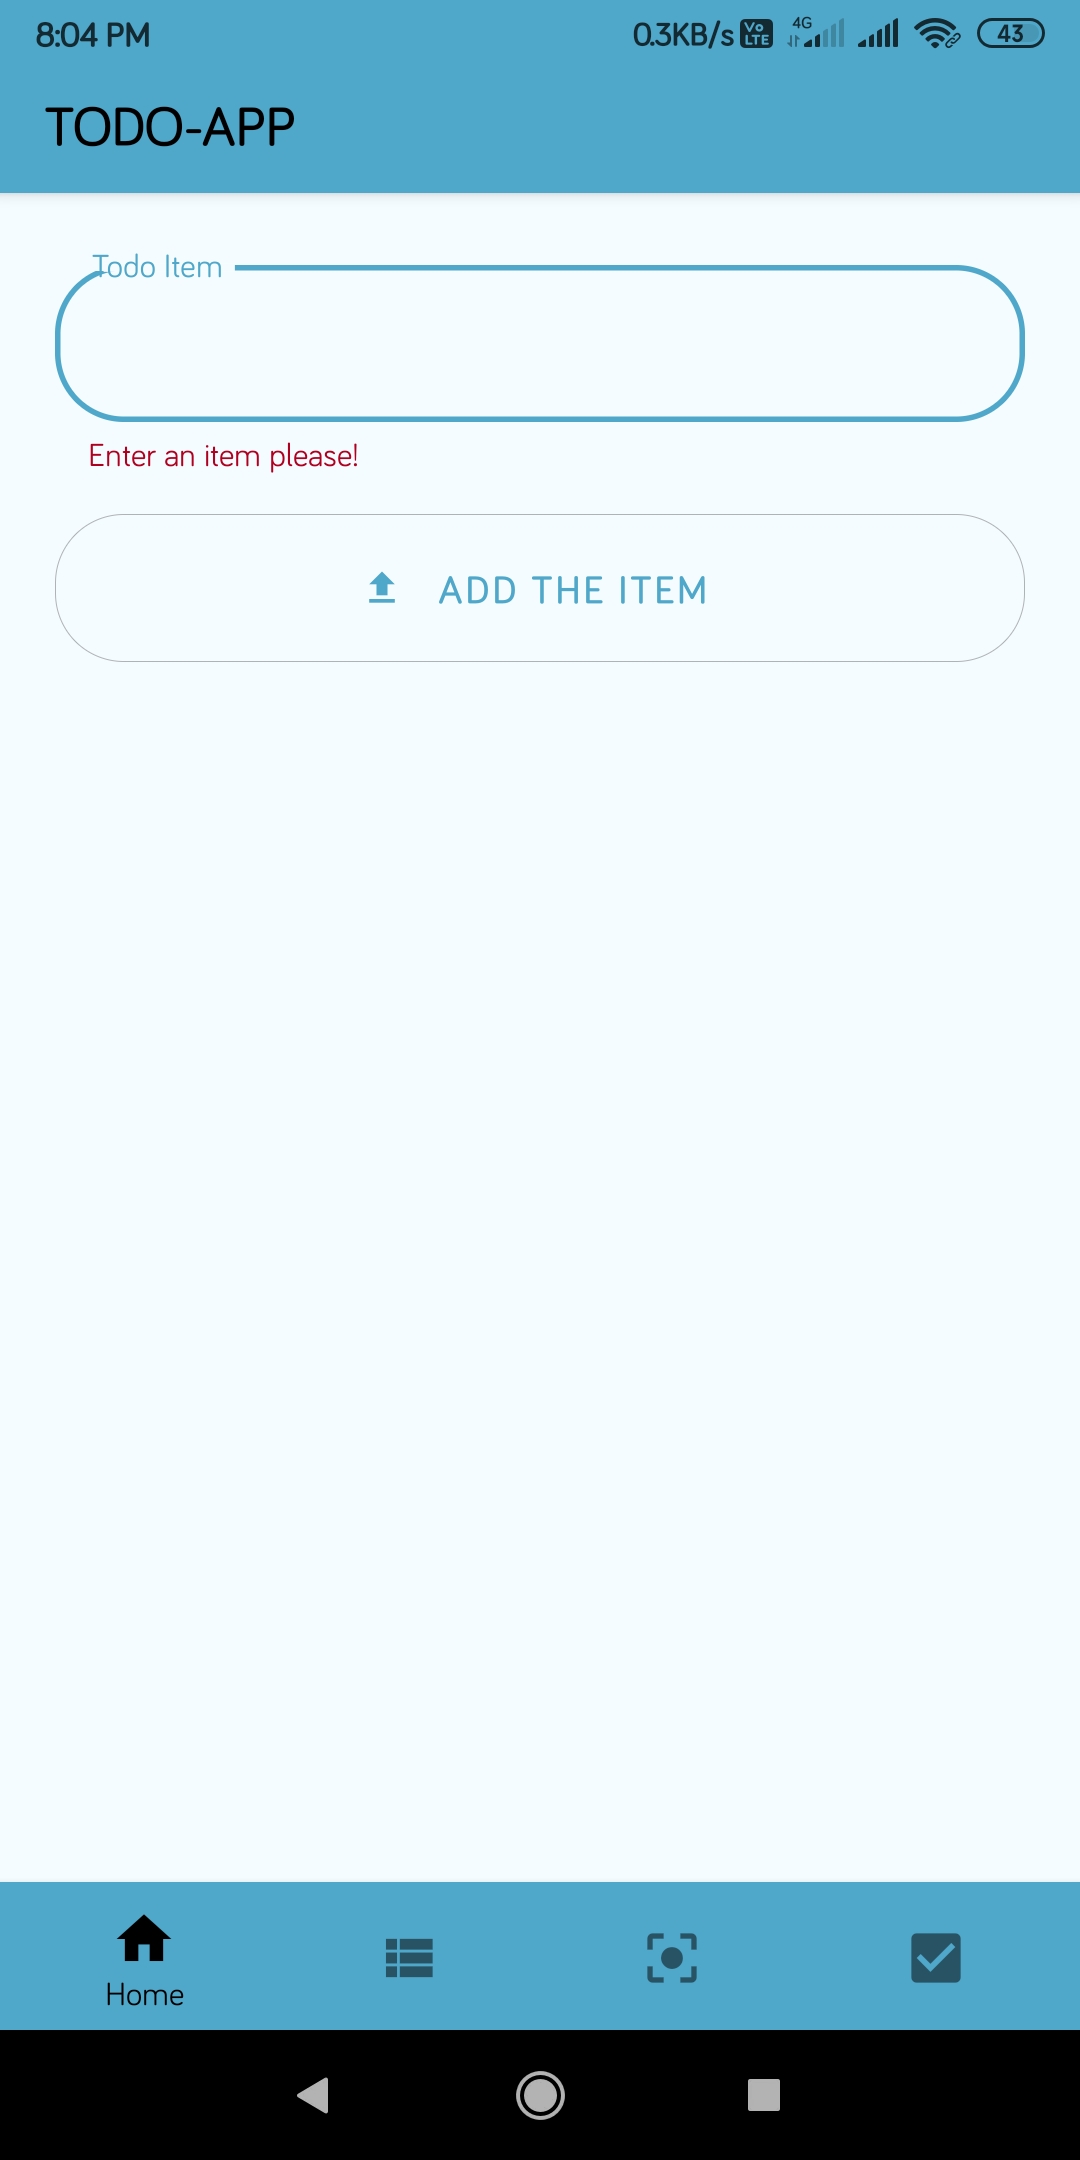 8:04 PM 0.3KB/s Vo LTE 4G 43
TODO-APP
Todo Item
Enter an item please!
ADD THE ITEM
Home